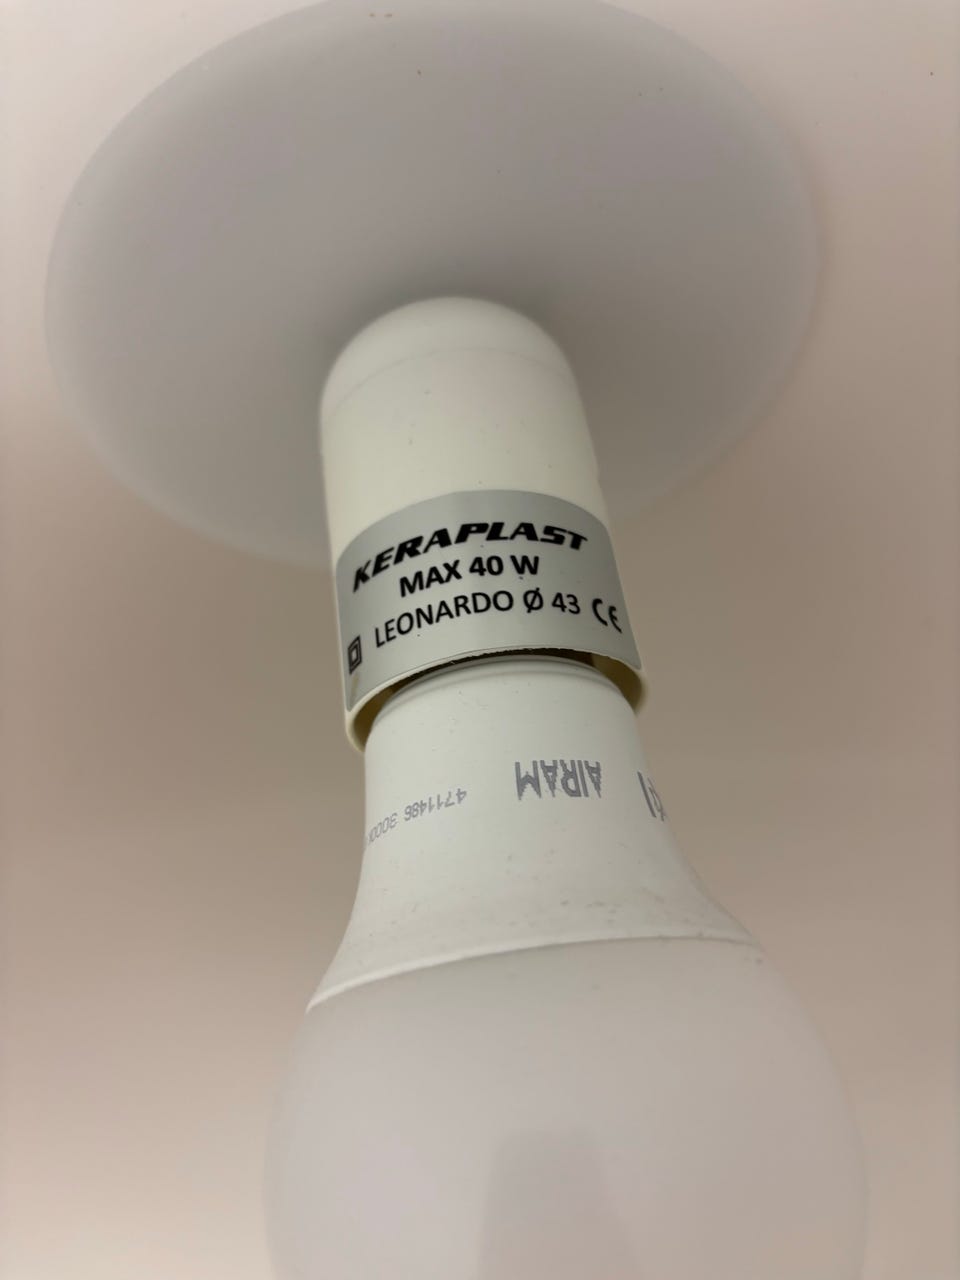 KERAPLAST
MAX 40 W
LEONARDO Ø 43 CE
AIRAM
4711486 3000K